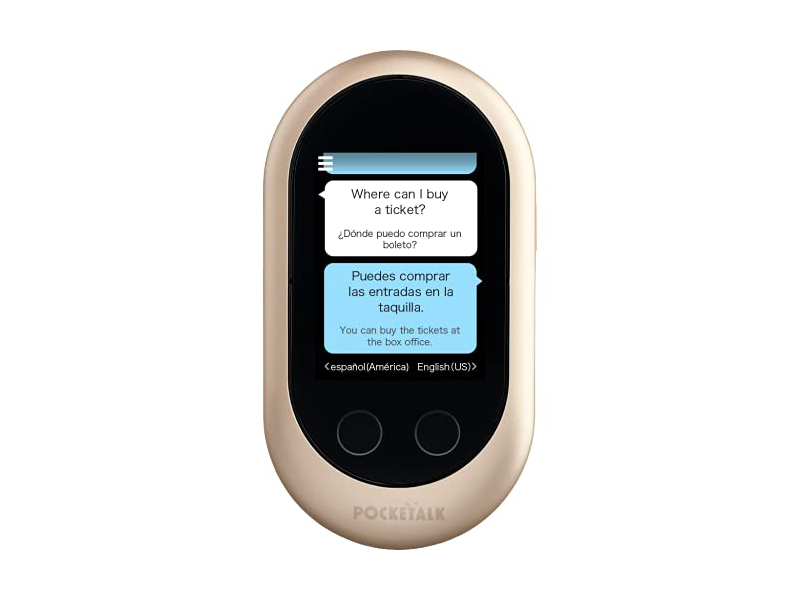 Where can I buy
a ticket?
¿Dónde puedo comprar un
boleto?
Puedes comprar
las entradas en la
taquilla.
You can buy the tickets at
the box office.
español(América) English(US)
POCKETALK